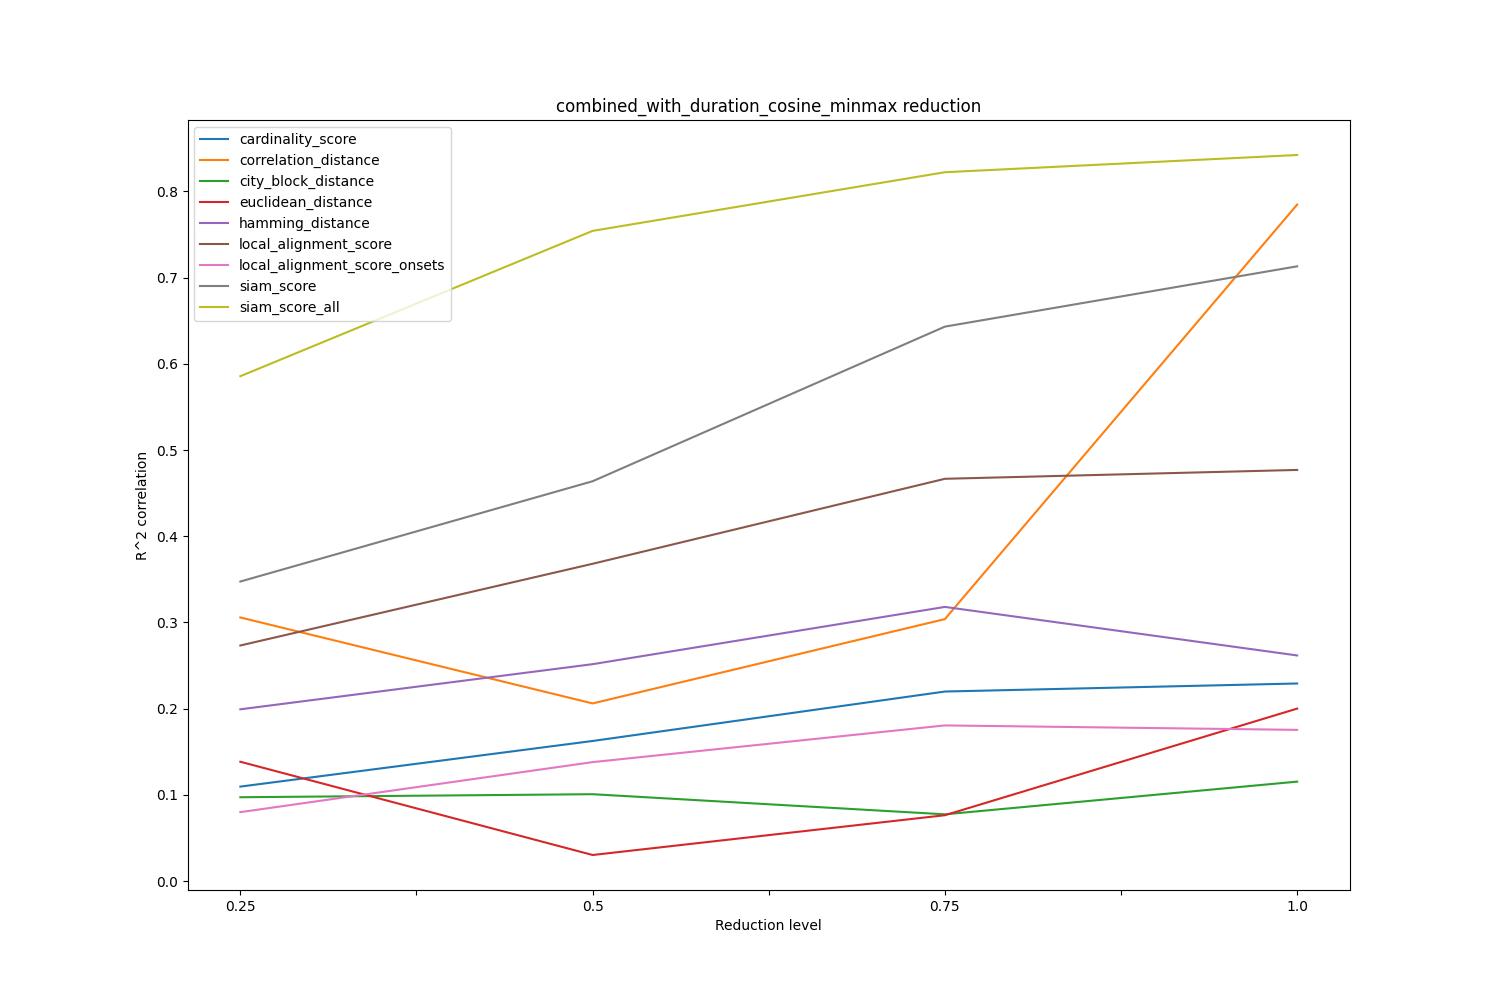 combined_with_duration_cosine_minmax reduction
cardinality_score
correlation_distance
city_block_distance
euclidean_distance
hamming_distance
local_alignment_score
local_alignment_score_onsets
siam_score
siam_score_all
0.8
0.7
0.6
0.5
0.4
0.3
0.2
0.1
0.0
R^2 correlation
0.25 0.5 0.75 1.0
Reduction level